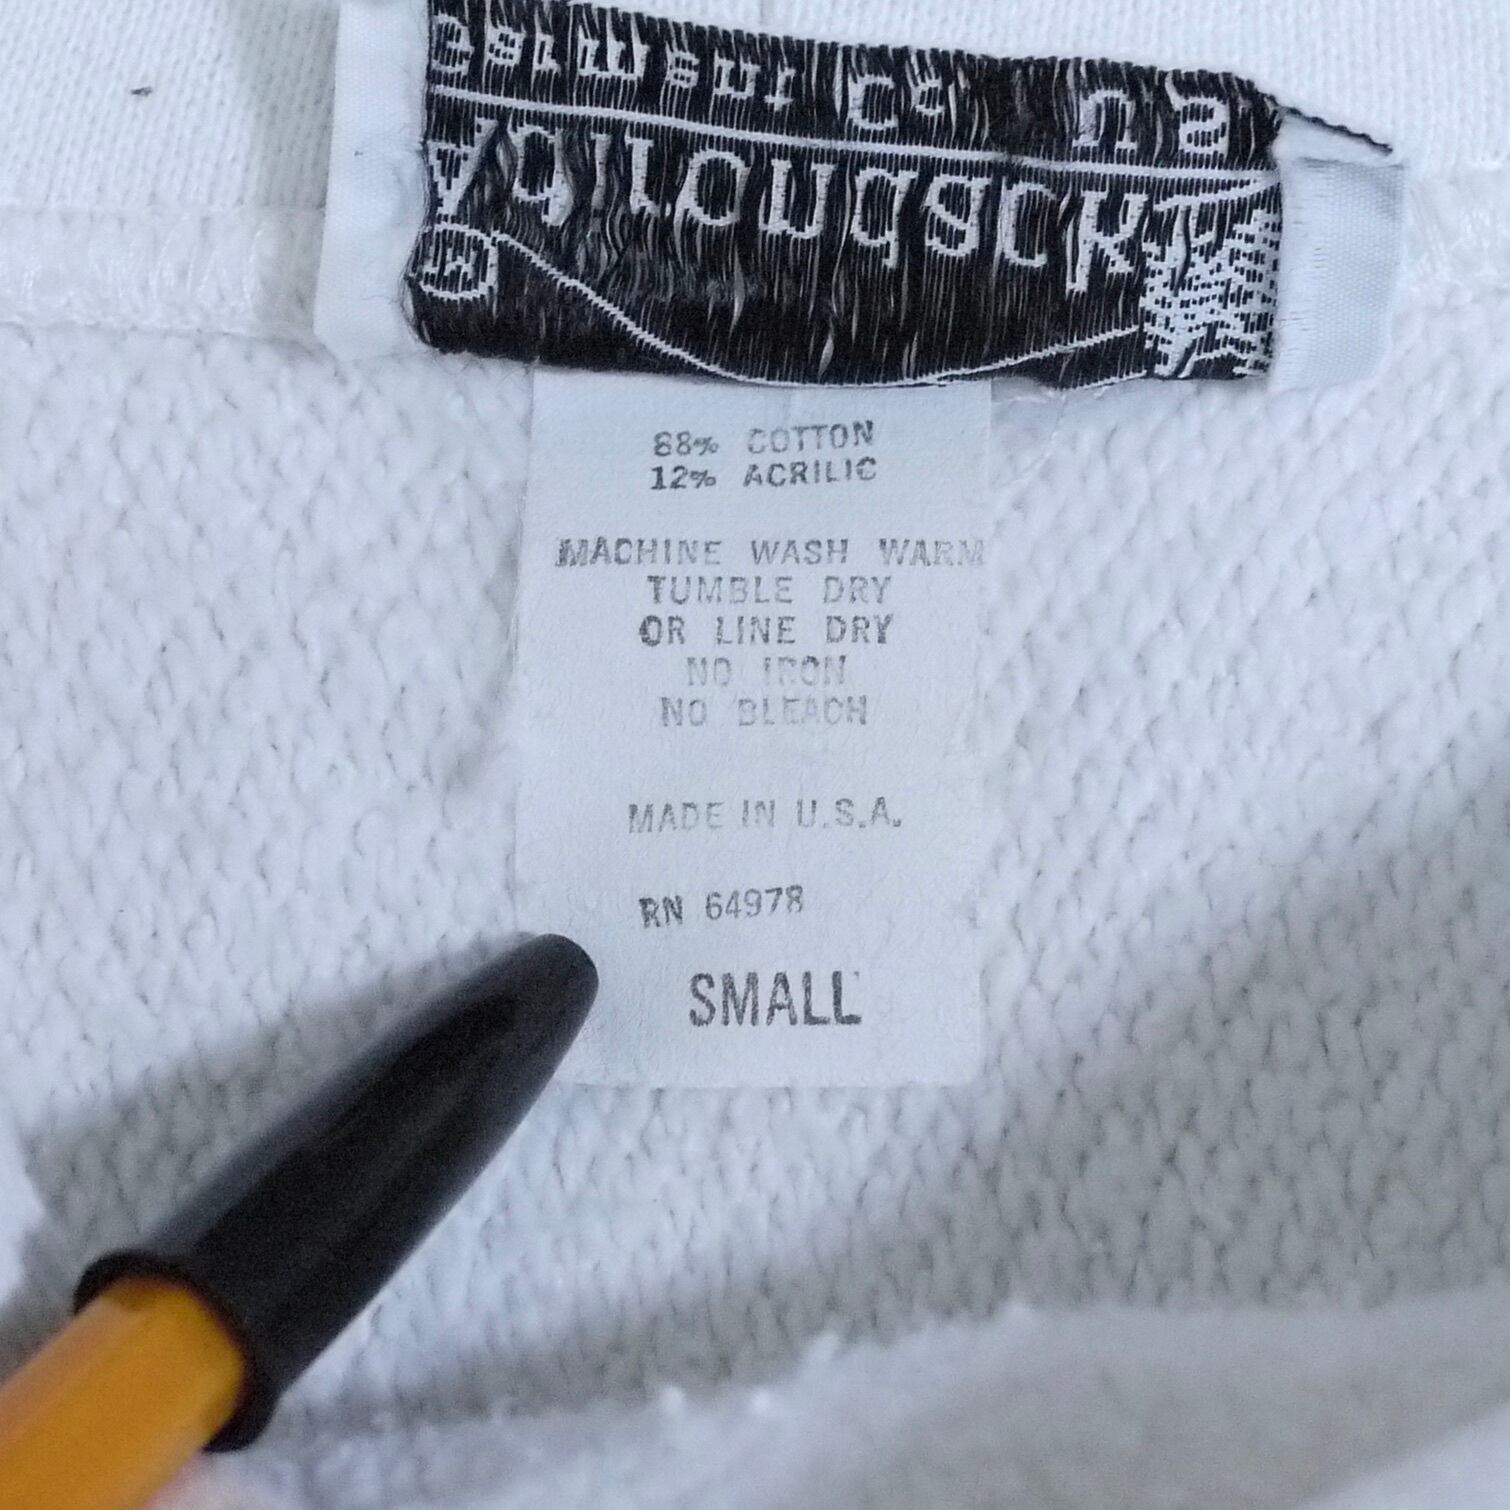 88% COTTON
12% ACRILIC
MACHINE WASH WARM
TUMBLE DRY
OR LINE DRY
NO IRON
NO BLEACH
MADE IN U.S.A.
RN 64978
SMALL